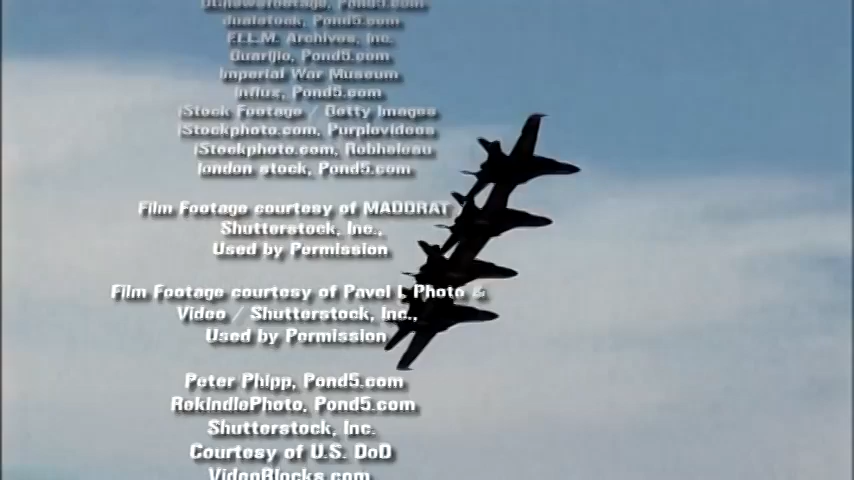 dualstock, Pond5.com
F.I.L.M. Archives, Inc.
Guarijio, Pond5.com
Imperial War Museum
Influx, Pond5.com
iStock Footage / Getty Images
iStockphoto.com, Purplevideos
iStockphoto.com, Robhaleau
london stock, Pond5.com
Film Footage courtesy of MADDRAT
Shutterstock, Inc.,
Used by Permission
Film Footage courtesy of Pavel L Photo &
Video / Shutterstock, Inc.,
Used by Permission
Peter Phipp, Pond5.com
RekindlePhoto, Pond5.com
Shutterstock, Inc.
Courtesy of U.S. DoD
VideoBlocks.com